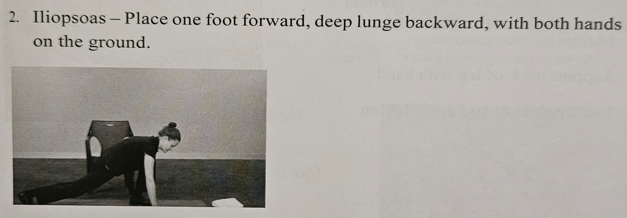 2. Iliopsoas – Place one foot forward, deep lunge backward, with both hands
on the ground.